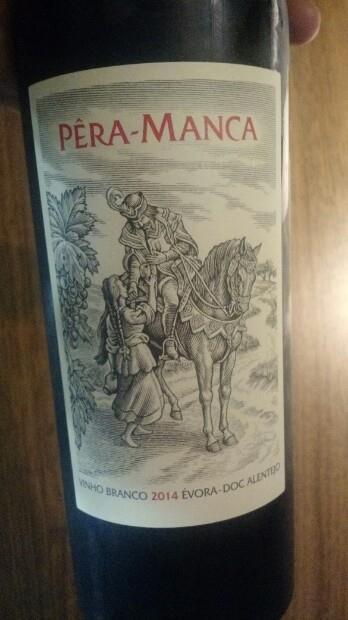 PÊRA-MANCA
VINHO BRANCO 2014 ÉVORA-DOC ALENTEJO